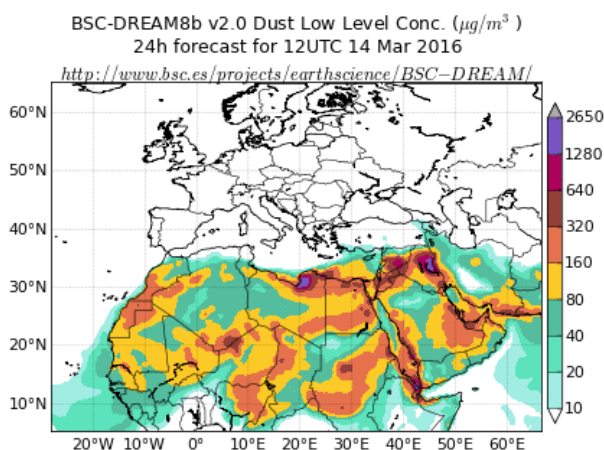 BSC-DREAM8b v2.0 Dust Low Level Conc. (μg/m³ )
24h forecast for 12UTC 14 Mar 2016
http://www.bsc.es/projects/earthscience/BSC−DREAM/
60°N
50°N
40°N
30°N
20°N
10°N
20°W 10°W 0° 10°E 20°E 30°E 40°E 50°E 60°E
2650
1280
640
320
160
80
40
20
10